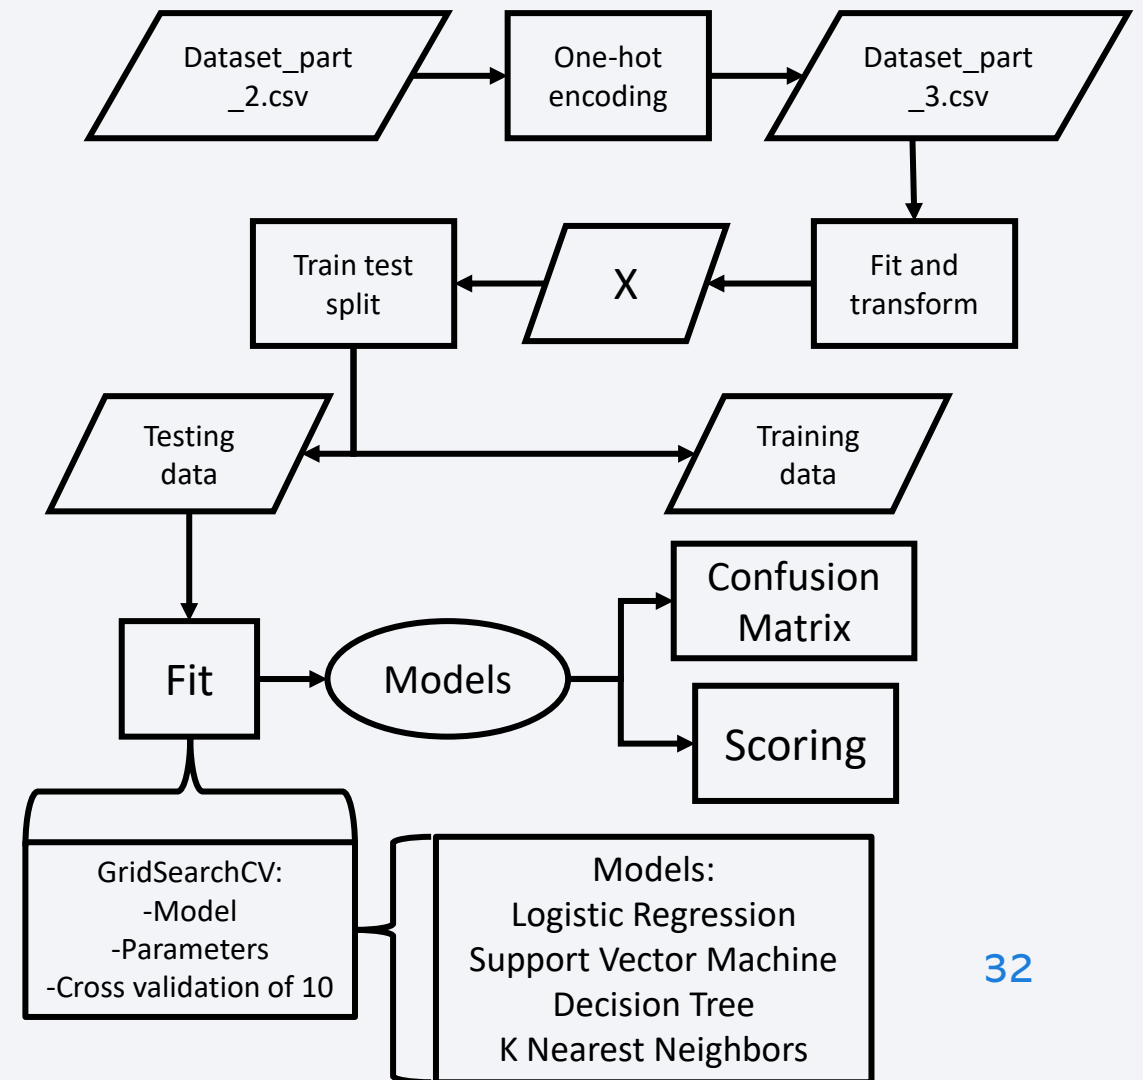 Dataset_part
_2.csv
One-hot
encoding
Dataset_part
_3.csv
Train test
split
X
Fit and
transform
Testing
data
Training
data
Confusion
Matrix
Fit
Models
Scoring
GridSearchCV:
-Model
-Parameters
-Cross validation of 10
Models:
Logistic Regression
Support Vector Machine
Decision Tree
K Nearest Neighbors
32